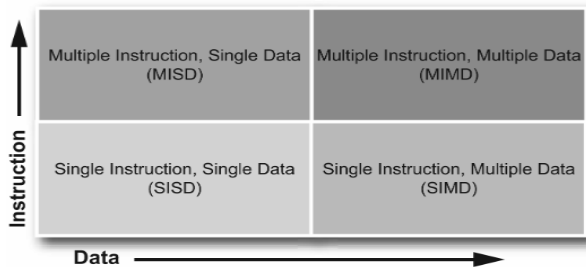 Multiple Instruction, Single Data
(MISD)
Multiple Instruction, Multiple Data
(MIMD)
Single Instruction, Single Data
(SISD)
Single Instruction, Multiple Data
(SIMD)
Instruction
Data